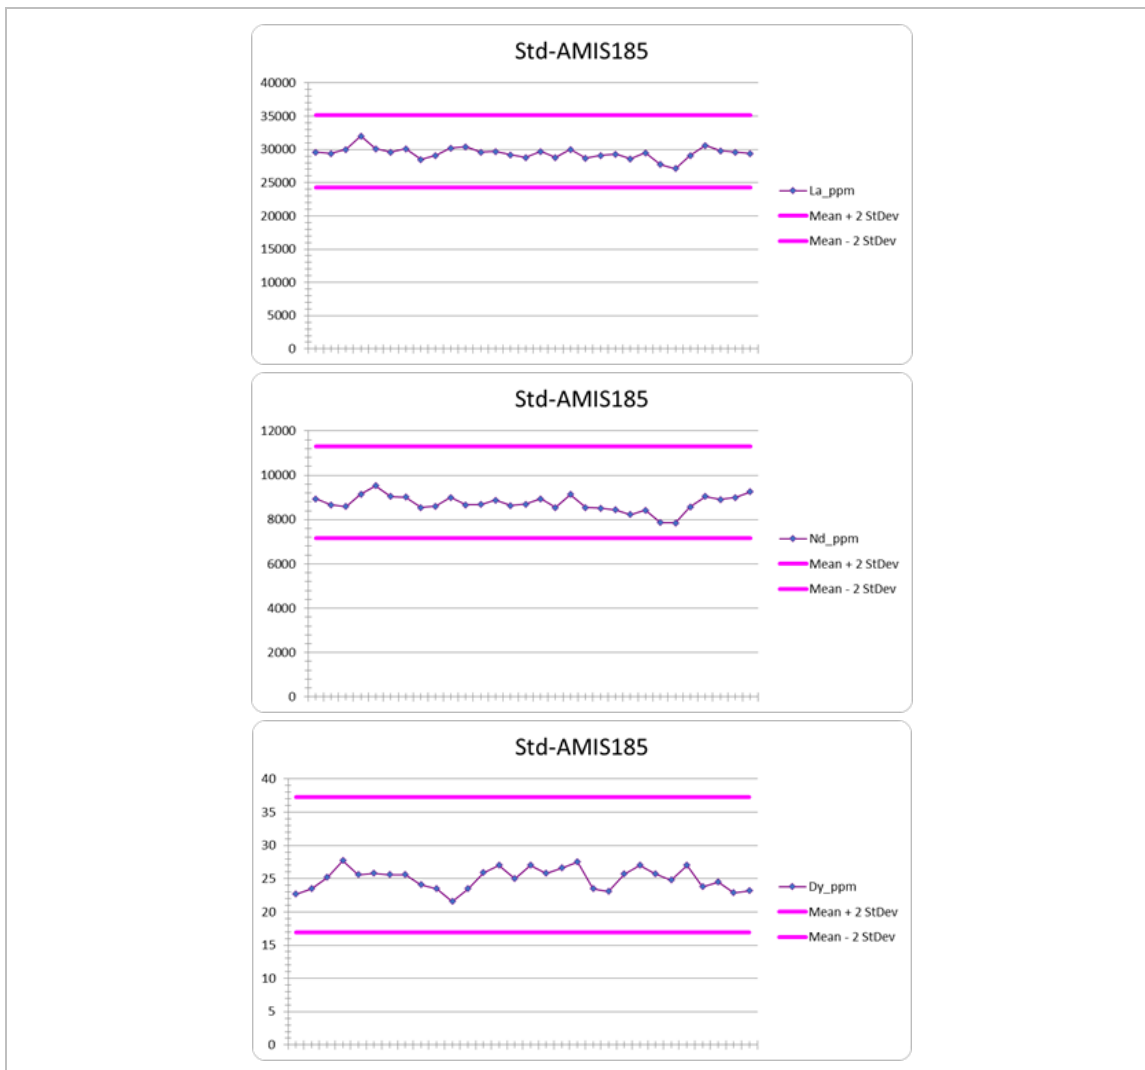 Std-AMIS185
40000
35000
30000
25000
20000
15000
10000
5000
0
La_ppm
Mean + 2 StDev
Mean - 2 StDev
Std-AMIS185
12000
10000
8000
6000
4000
2000
0
Nd_ppm
Mean + 2 StDev
Mean - 2 StDev
Std-AMIS185
40
35
30
25
20
15
10
5
0
Dy_ppm
Mean + 2 StDev
Mean - 2 StDev